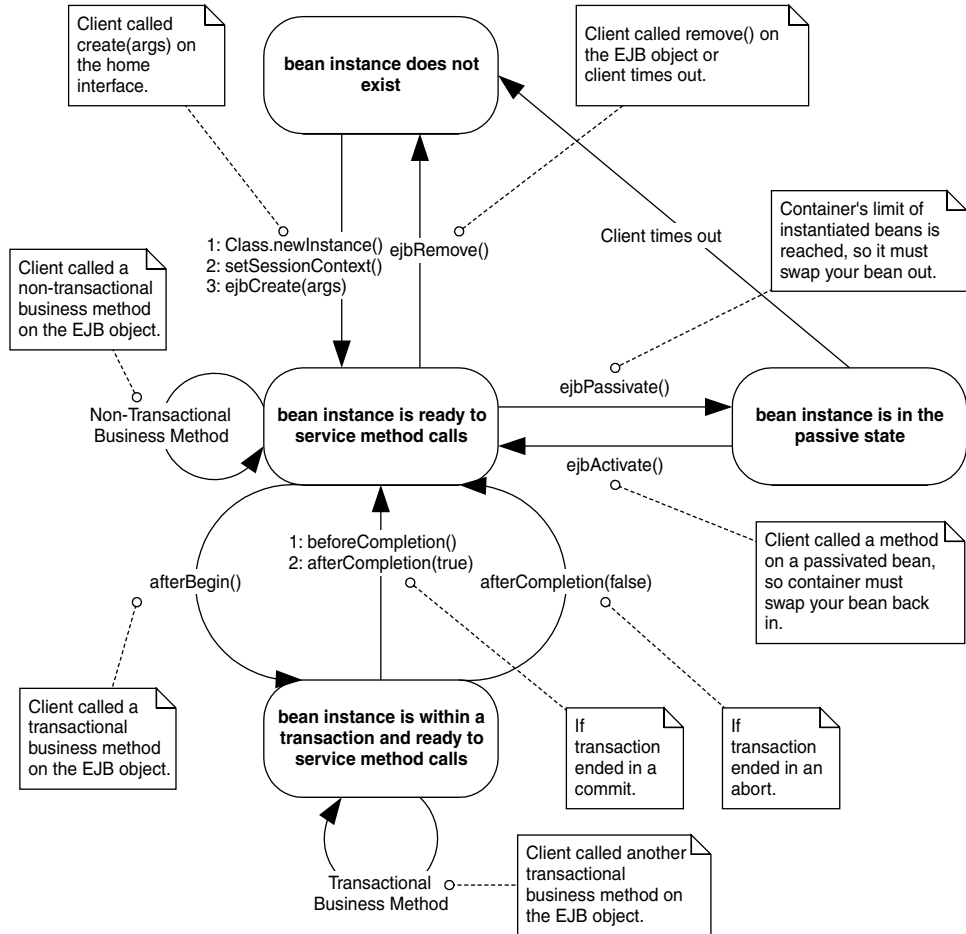 Client called
create(args) on
the home
interface.
bean instance does not
exist
Client called remove() on
the EJB object or
client times out.
1: Class.newInstance()
2: setSessionContext()
3: ejbCreate(args)
ejbRemove()
Client times out
Container's limit of
instantiated beans is
reached, so it must
swap your bean out.
Client called a
non-transactional
business method
on the EJB object.
Non-Transactional
Business Method
bean instance is ready to
service method calls
ejbPassivate()
bean instance is in the
passive state
ejbActivate()
Client called a method
on a passivated bean,
so container must
swap your bean back
in.
afterBegin()
1: beforeCompletion()
2: afterCompletion(true)
afterCompletion(false)
Client called a
transactional
business method
on the EJB object.
bean instance is within a
transaction and ready to
service method calls
If
transaction
ended in a
commit.
If
transaction
ended in an
abort.
Transactional
Business Method
Client called another
transactional
business method on
the EJB object.